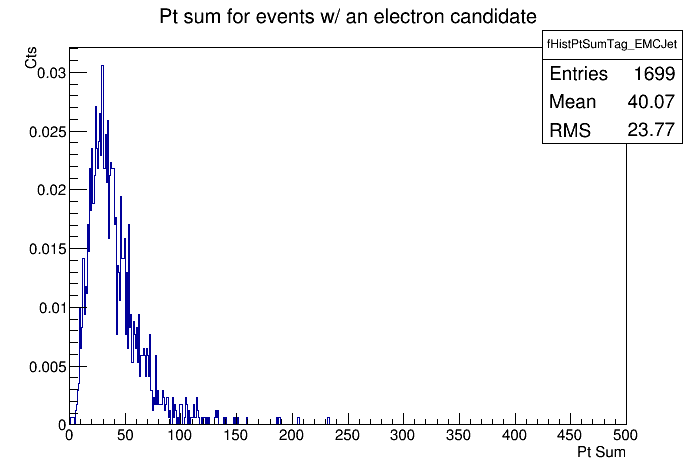 Pt sum for events w/ an electron candidate
fHistPtSumTag_EMCJet
Entries 1699
Mean 40.07
RMS 23.77
Cts
0.03
0.025
0.02
0.015
0.01
0.005
0
0 50 100 150 200 250 300 350 400 450 500
Pt Sum